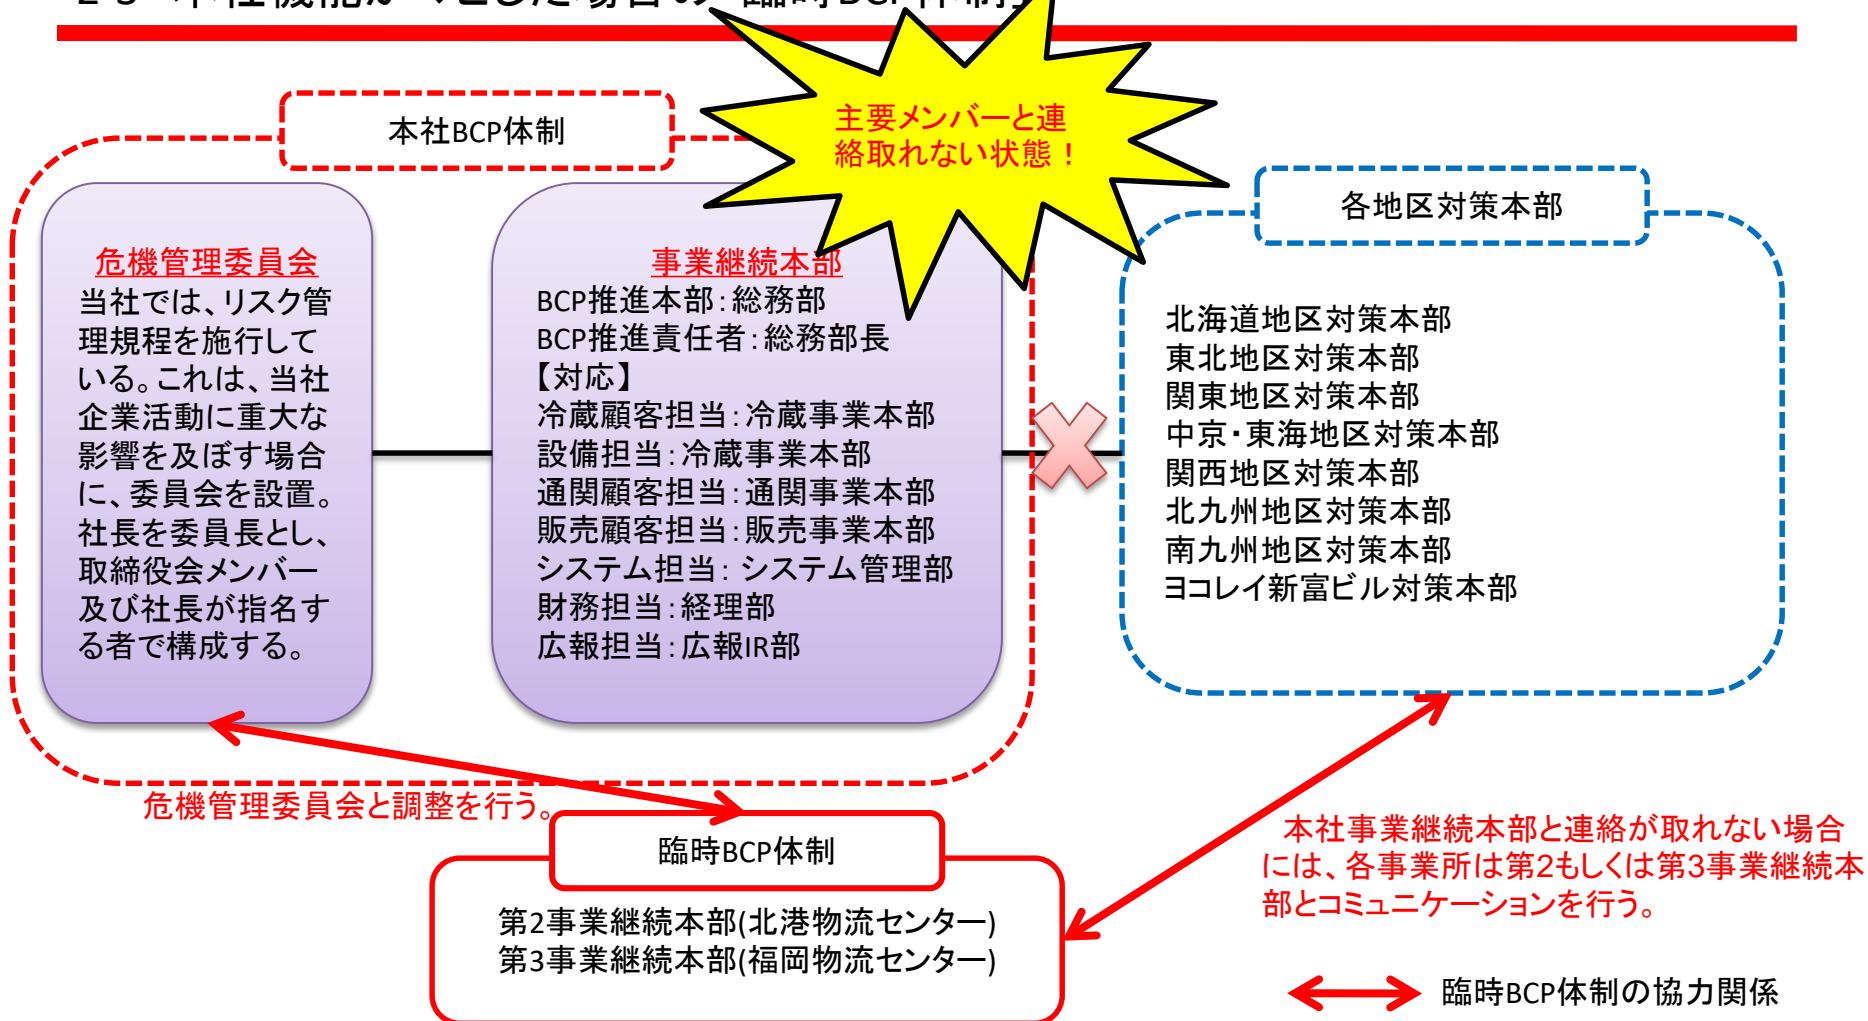 主要メンバーと連
絡取れない状態！
本社BCP体制
各地区対策本部
危機管理委員会
当社では、リスク管
理規程を施行して
いる。これは、当社
企業活動に重大な
影響を及ぼす場合
に、委員会を設置。
社長を委員長とし、
取締役会メンバー
及び社長が指名す
る者で構成する。
事業継続本部
BCP推進本部：総務部
BCP推進責任者：総務部長
【対応】
冷蔵顧客担当：冷蔵事業本部
設備担当：冷蔵事業本部
通関顧客担当：通関事業本部
販売顧客担当：販売事業本部
システム担当：システム管理部
財務担当：経理部
広報担当：広報IR部
北海道地区対策本部
東北地区対策本部
関東地区対策本部
中京・東海地区対策本部
関西地区対策本部
北九州地区対策本部
南九州地区対策本部
ヨコレイ新富ビル対策本部
危機管理委員会と調整を行う。
臨時BCP体制
第2事業継続本部(北港物流センター)
第3事業継続本部(福岡物流センター)
本社事業継続本部と連絡が取れない場合
には、各事業所は第2もしくは第3事業継続本
部とコミュニケーションを行う。
臨時BCP体制の協力関係